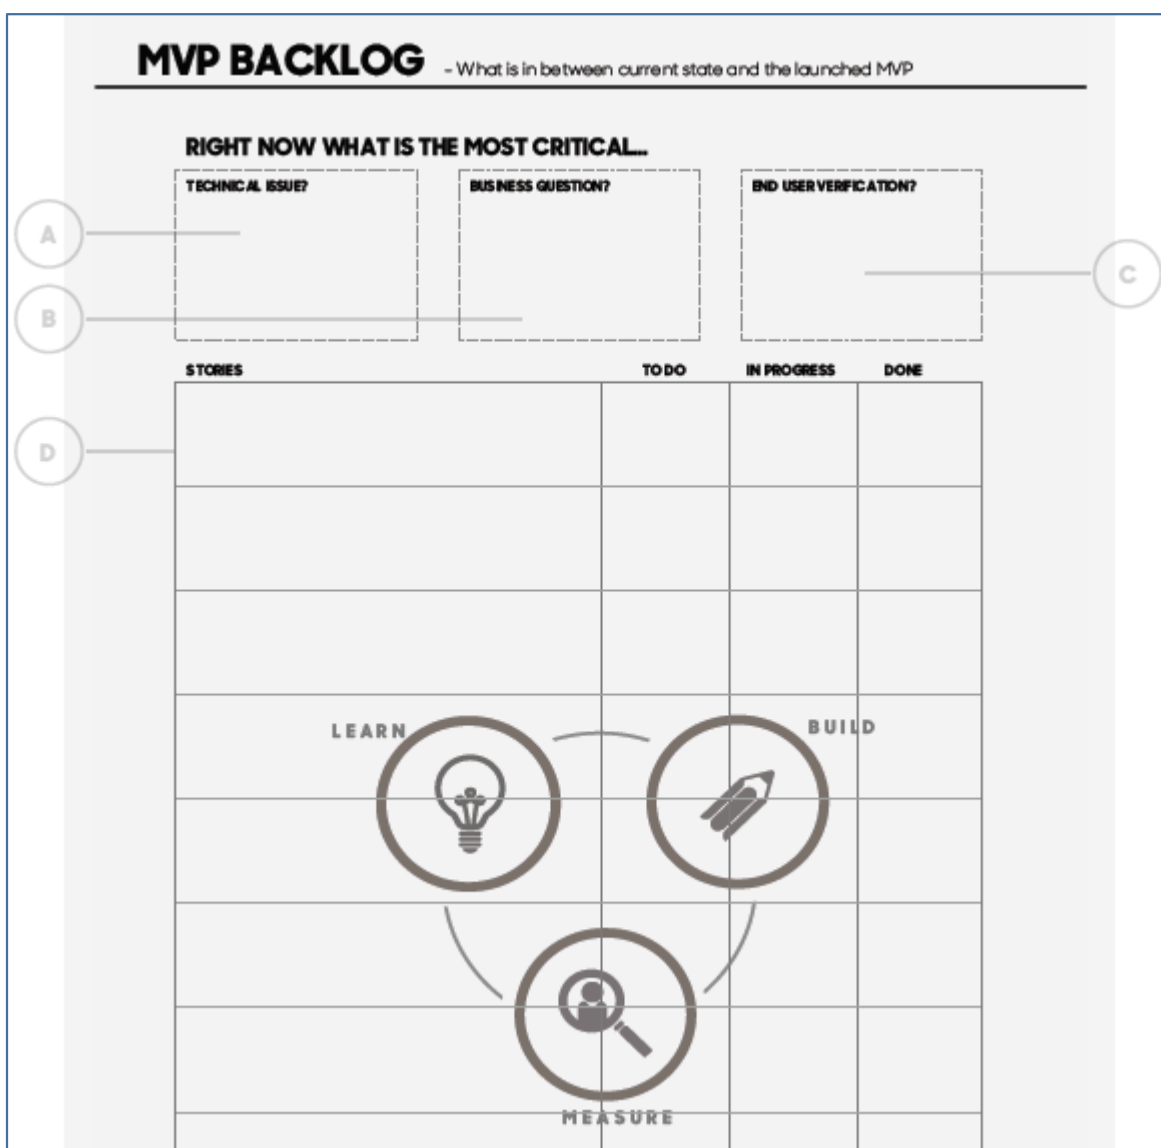 MVP BACKLOG - What is in between current state and the launched MVP
RIGHT NOW WHAT IS THE MOST CRITICAL...
TECHNICAL ISSUE? BUSINESS QUESTION? END USER VERIFICATION?
A
C
B
STORIES TO DO IN PROGRESS DONE
D
LEARN BUILD
MEASURE